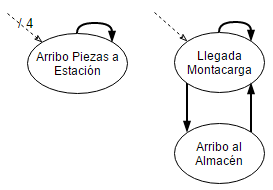 4
Arribo Piezas a
Estación
Llegada
Montacarga
Arribo al
Almacén